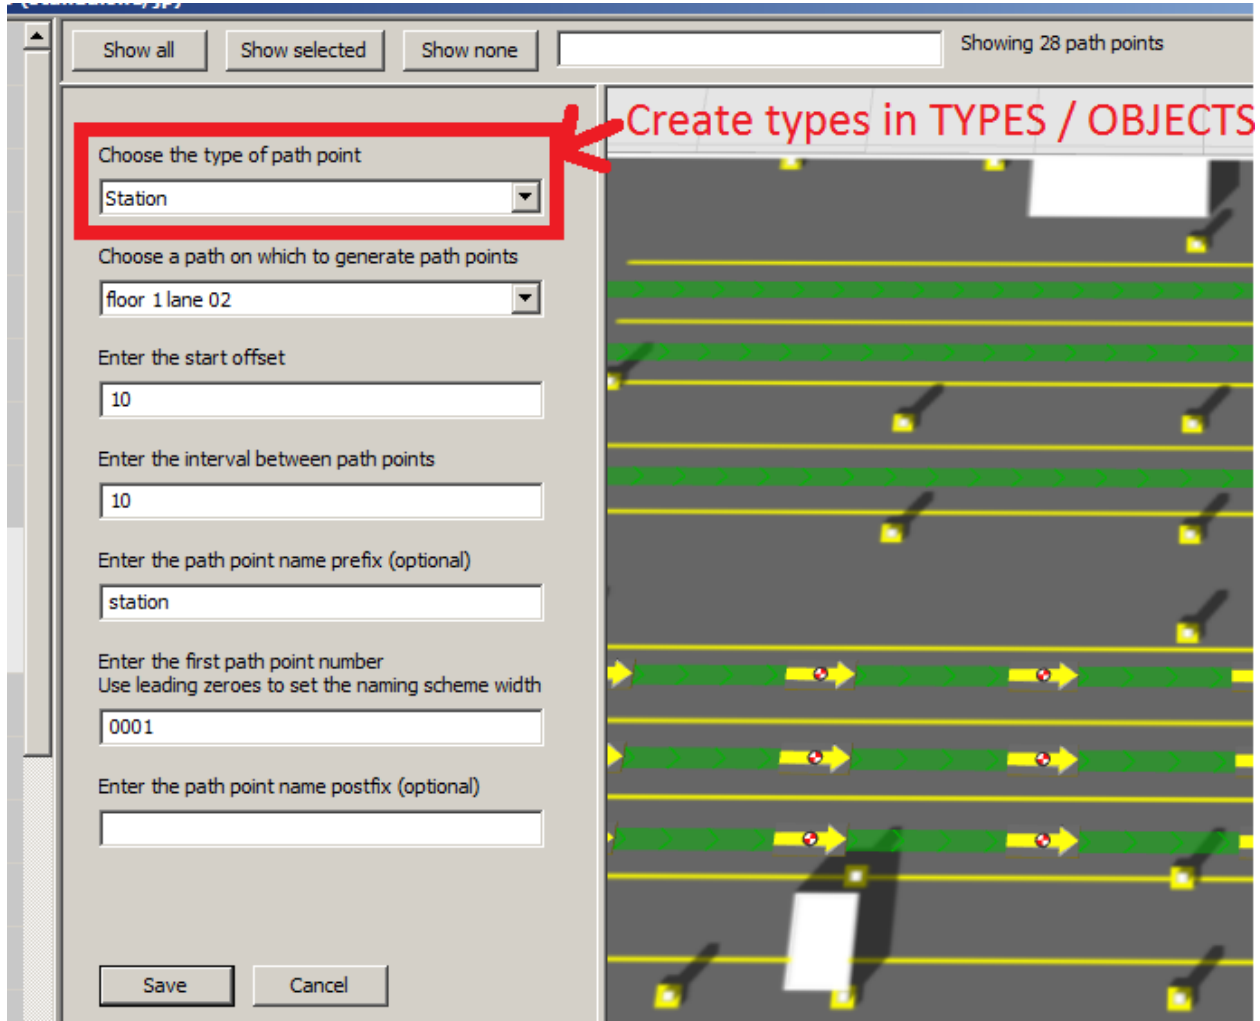 Show all
Show selected
Show none
Showing 28 path points
Create types in TYPES / OBJECTS
Choose the type of path point
Station
Choose a path on which to generate path points
floor 1 lane 02
Enter the start offset
10
Enter the interval between path points
10
Enter the path point name prefix (optional)
station
Enter the first path point number
Use leading zeroes to set the naming scheme width
0001
Enter the path point name postfix (optional)
Save
Cancel